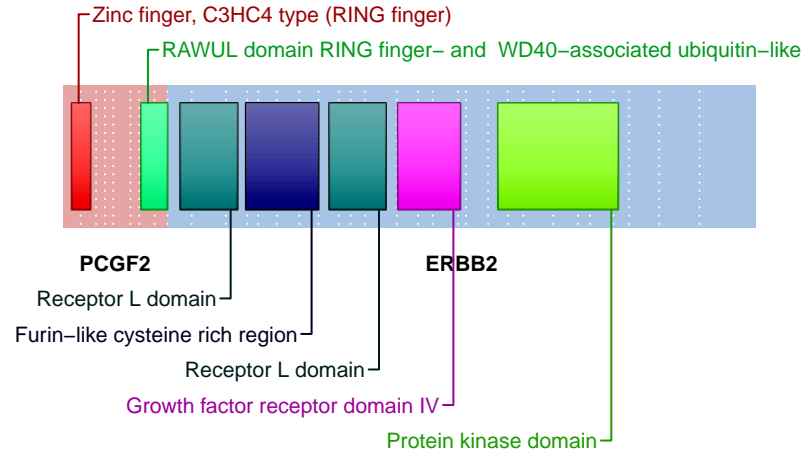 Zinc finger, C3HC4 type (RING finger)
RAWUL domain RING finger− and  WD40−associated ubiquitin−like
PCGF2
ERBB2
Receptor L domain
Furin−like cysteine rich region
Receptor L domain
Growth factor receptor domain IV
Protein kinase domain